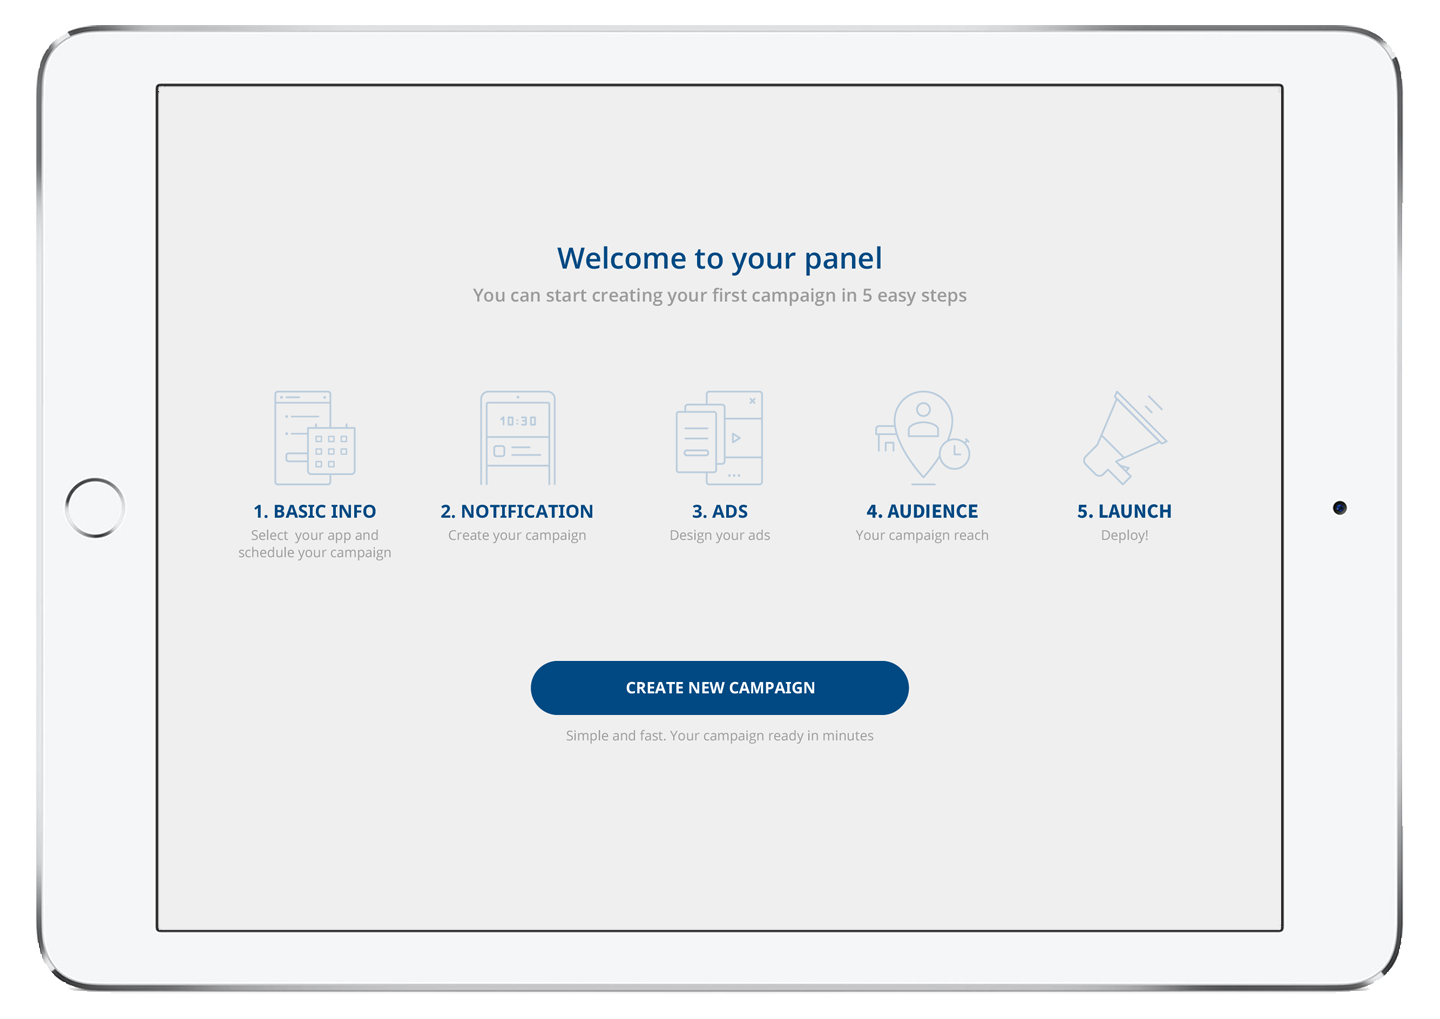 Welcome to your panel
You can start creating your first campaign in 5 easy steps
10:30
1. BASIC INFO
Select your app and
schedule your campaign
2. NOTIFICATION
Create your campaign
3. ADS
Design your ads
4. AUDIENCE
Your campaign reach
5. LAUNCH
Deploy!
CREATE NEW CAMPAIGN
Simple and fast. Your campaign ready in minutes